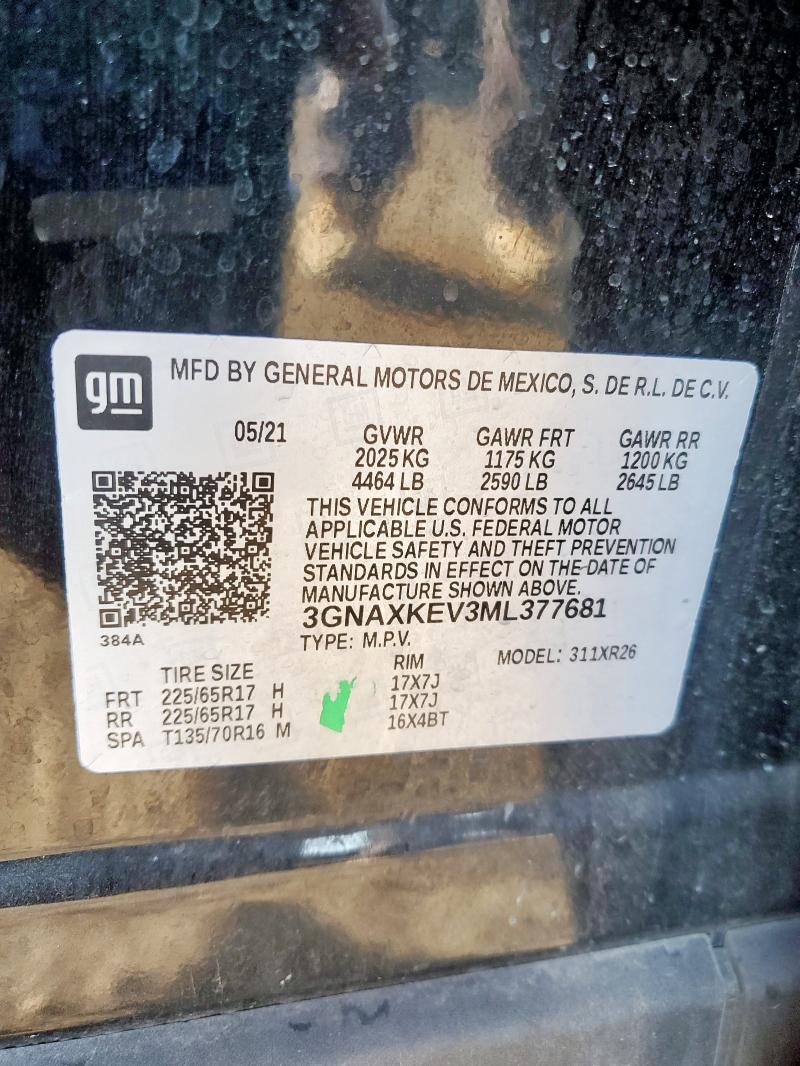 gm
MFD BY GENERAL MOTORS DE MEXICO, S. DE R.L. DE C.V.
05/21 GVWR GAWR FRT GAWR RR
2025 KG 1175 KG 1200 KG
4464 LB 2590 LB 2645 LB
THIS VEHICLE CONFORMS TO ALL
APPLICABLE U.S. FEDERAL MOTOR
VEHICLE SAFETY AND THEFT PREVENTION
STANDARDS IN EFFECT ON THE DATE OF
MANUFACTURE SHOWN ABOVE.
3GNAXKEV3ML377681
384A
TYPE: M.P.V. MODEL: 311XR26
TIRE SIZE RIM
FRT 225/65R17 H 17X7J
RR 225/65R17 H 17X7J
SPA T135/70R16 M 16X4BT